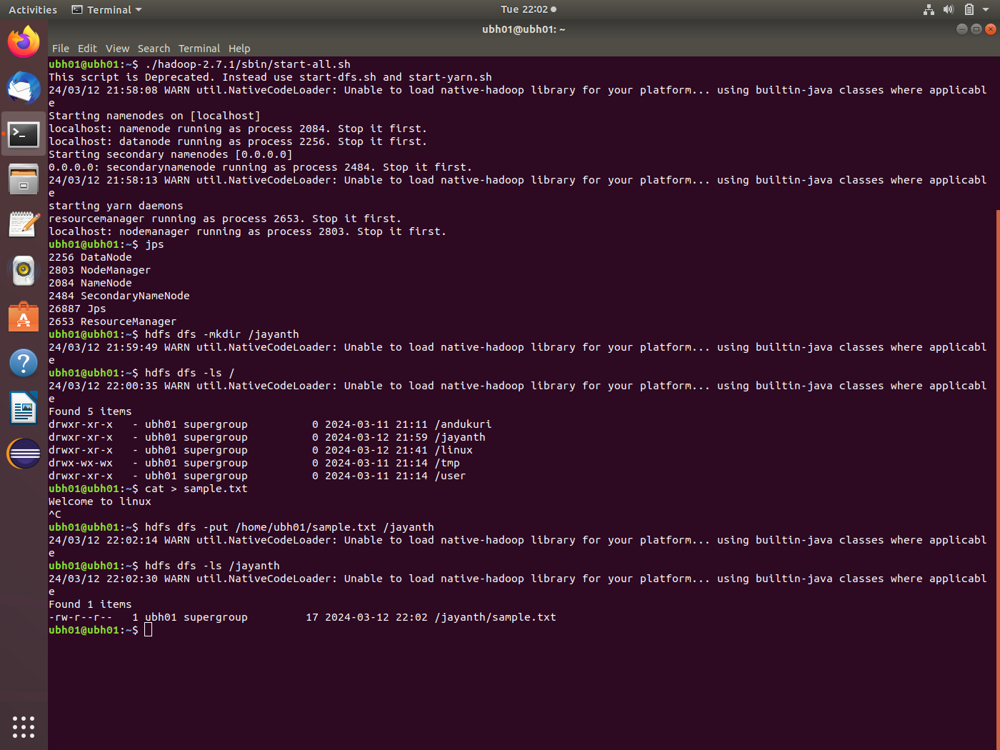 Activities Terminal Tue 22:02
ubh01@ubh01: ~
File Edit View Search Terminal Help
ubh01@ubh01:~$ ./hadoop-2.7.1/sbin/start-all.sh
This script is Deprecated. Instead use start-dfs.sh and start-yarn.sh
24/03/12 21:58:08 WARN util.NativeCodeLoader: Unable to load native-hadoop library for your platform... using builtin-java classes where applicabl
e
Starting namenodes on [localhost]
localhost: namenode running as process 2084. Stop it first.
localhost: datanode running as process 2256. Stop it first.
Starting secondary namenodes [0.0.0.0]
0.0.0.0: secondarynamenode running as process 2484. Stop it first.
24/03/12 21:58:13 WARN util.NativeCodeLoader: Unable to load native-hadoop library for your platform... using builtin-java classes where applicabl
e
starting yarn daemons
resourcemanager running as process 2653. Stop it first.
localhost: nodemanager running as process 2803. Stop it first.
ubh01@ubh01:~$ jps
2256 DataNode
2803 NodeManager
2084 NameNode
2484 SecondaryNameNode
26887 Jps
2653 ResourceManager
ubh01@ubh01:~$ hdfs dfs -mkdir /jayanth
24/03/12 21:59:49 WARN util.NativeCodeLoader: Unable to load native-hadoop library for your platform... using builtin-java classes where applicabl
e
ubh01@ubh01:~$ hdfs dfs -ls /
24/03/12 22:00:35 WARN util.NativeCodeLoader: Unable to load native-hadoop library for your platform... using builtin-java classes where applicabl
e
Found 5 items
drwxr-xr-x   - ubh01 supergroup          0 2024-03-11 21:11 /andukuri
drwxr-xr-x   - ubh01 supergroup          0 2024-03-12 21:59 /jayanth
drwxr-xr-x   - ubh01 supergroup          0 2024-03-12 21:41 /linux
drwx-wx-wx   - ubh01 supergroup          0 2024-03-11 21:14 /tmp
drwxr-xr-x   - ubh01 supergroup          0 2024-03-11 21:14 /user
ubh01@ubh01:~$ cat > sample.txt
Welcome to linux
^C
ubh01@ubh01:~$ hdfs dfs -put /home/ubh01/sample.txt /jayanth
24/03/12 22:02:14 WARN util.NativeCodeLoader: Unable to load native-hadoop library for your platform... using builtin-java classes where applicabl
e
ubh01@ubh01:~$ hdfs dfs -ls /jayanth
24/03/12 22:02:30 WARN util.NativeCodeLoader: Unable to load native-hadoop library for your platform... using builtin-java classes where applicabl
e
Found 1 items
-rw-r--r--   1 ubh01 supergroup         17 2024-03-12 22:02 /jayanth/sample.txt
ubh01@ubh01:~$